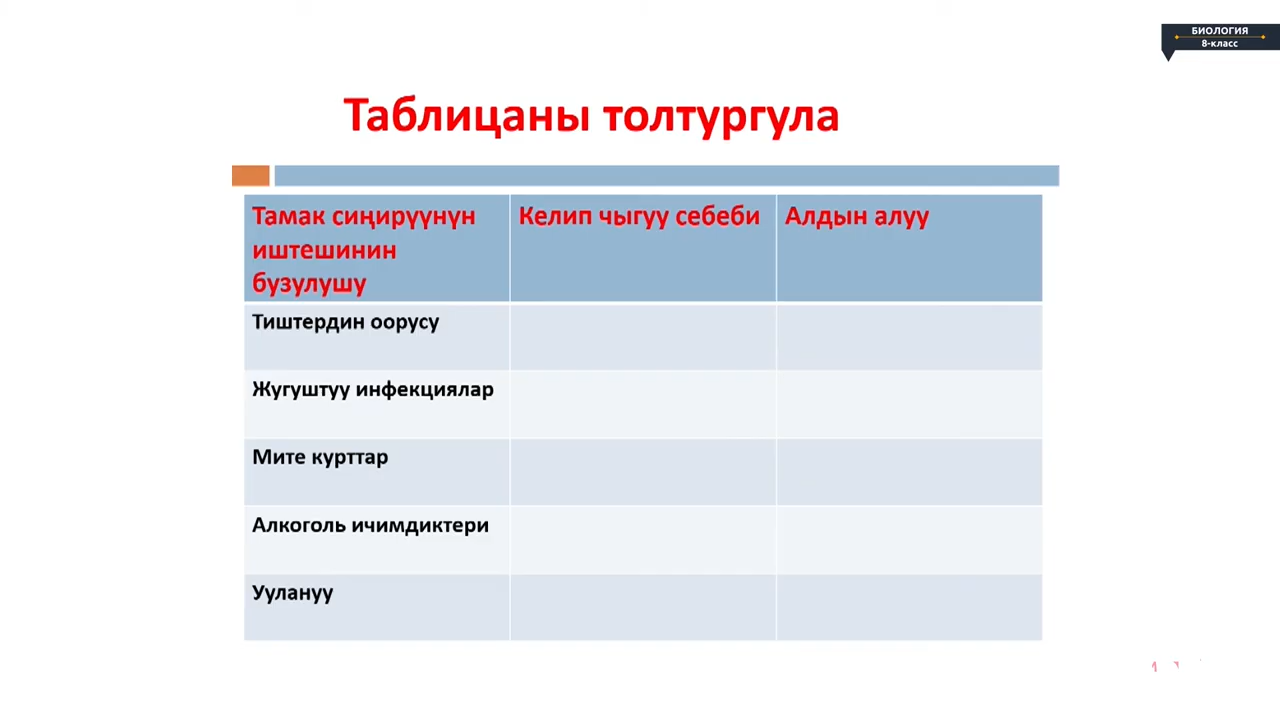 БИОЛОГИЯ
8-класс
Таблицаны толтургула
Тамак сиңирүүнүн
иштешинин
бузулушу
Келип чыгуу себеби
Алдын алуу
Тиштердин оорусу
Жугуштуу инфекциялар
Мите курттар
Алкоголь ичимдиктери
Уулануу